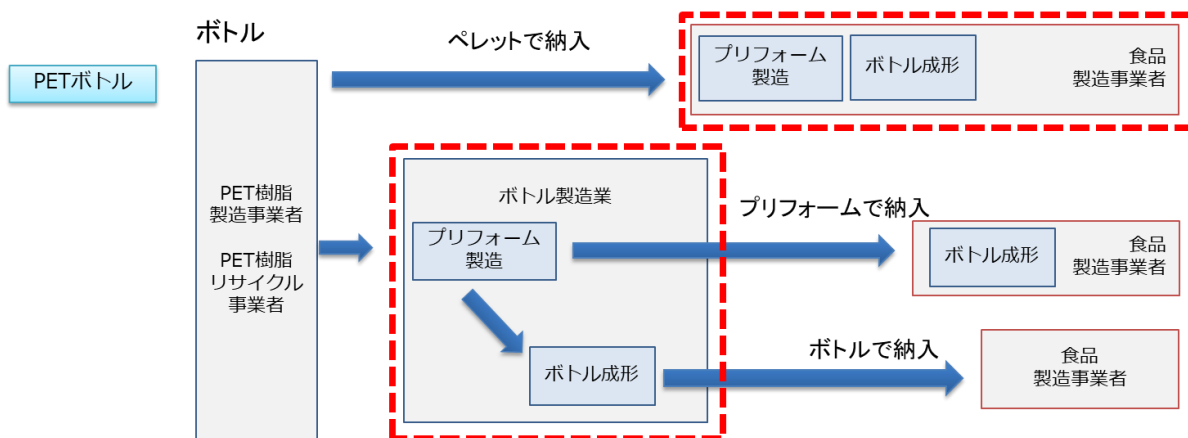 PETボトル
ボトル
PET樹脂
製造事業者
PET樹脂
リサイクル
事業者
ペレットで納入
プリフォーム
製造
ボトル成形
食品
製造事業者
ボトル製造業
プリフォーム
製造
ボトル成形
プリフォームで納入
ボトル成形
食品
製造事業者
ボトルで納入
食品
製造事業者